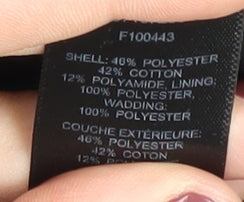 F100443
SHELL: 46% POLYESTER
42% COTTON
12% POLYAMIDE, LINING:
100% POLYESTER,
WADDING:
100% POLYESTER
COUCHE EXTÉRIEURE:
46% POLYESTER
42% COTON
12%